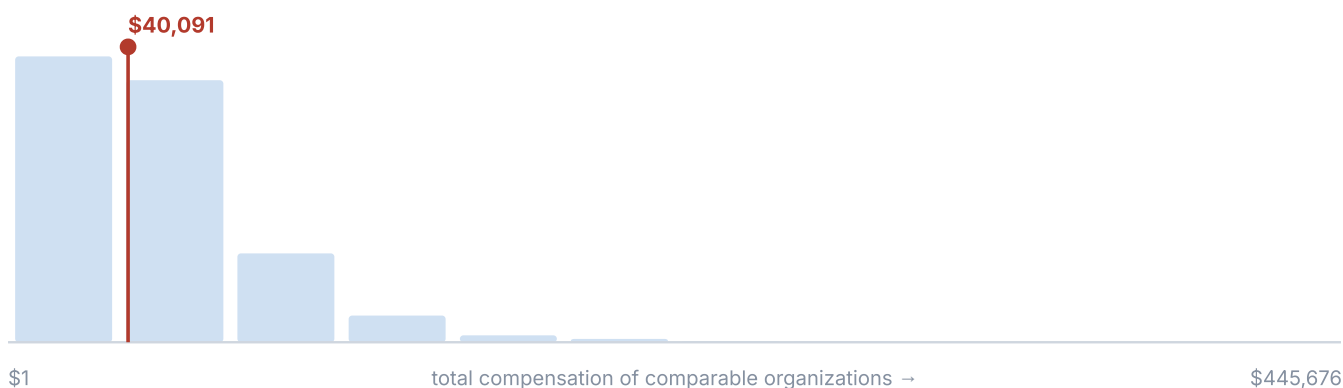 $40,091
$1
total compensation of comparable organizations →
$445,676